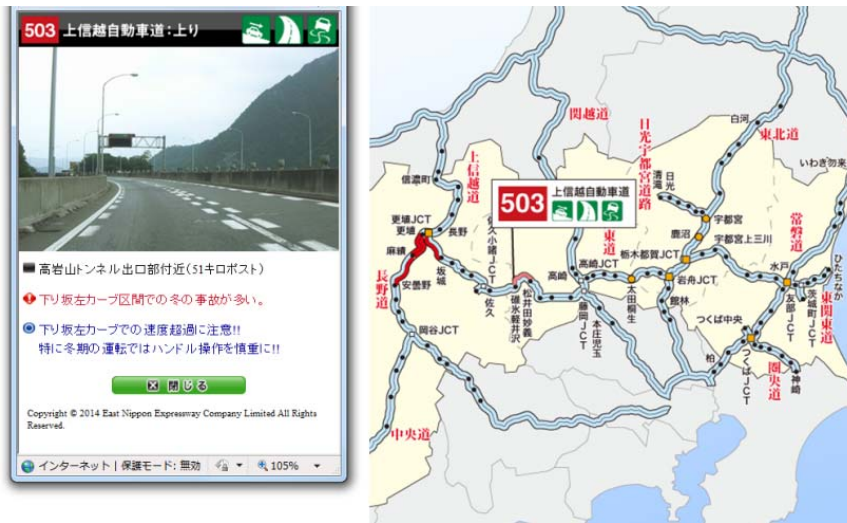 503 上信越自動車道:上り
■ 高岩山トンネル出口部付近(51キロポスト)
下り坂左カーブ区間での冬の事故が多い。
下り坂左カーブでの速度超過に注意!!
特に冬期の運転ではハンドル操作を慎重に!!
閉じる
Copyright © 2014 East Nippon Expressway Company Limited All Rights
Reserved.
インターネット | 保護モード: 無効
105%
関越道
日光宇都宮道路
白河
東北道
いわき勿来
上信越道
信濃町
清滝
日光
503 上信越自動車道
更埴JCT
更埴
長野
麻績
坂城
安曇野
長野道
佐久小諸JCT
佐久
岡谷JCT
中央道
碓氷軽井沢
松井田妙義
東道
高崎
高崎JCT
藤岡JCT
本庄児玉
太田桐生
宇都宮
鹿沼
宇都宮上三川
栃木都賀JCT
岩舟JCT
館林
常磐道
水戸
ひたちなか
友部JCT
茨城町JCT
東関東道
つくば中央
柏
つくばJCT
圏央道
神崎